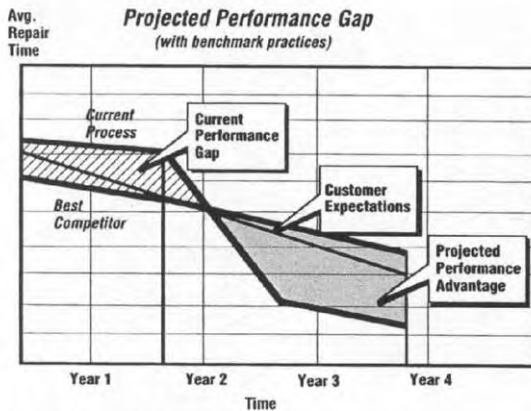 Avg.
Repair
Time
Projected Performance Gap
(with benchmark practices)
Current
Process
Current
Performance
Gap
Best
Competitor
Customer
Expectations
Projected
Performance
Advantage
Year 1
Year 2
Year 3
Year 4
Time